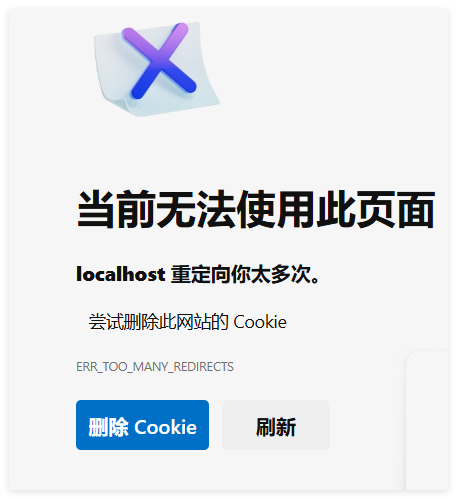 当前无法使用此页面
localhost 重定向你太多次。
尝试删除此网站的 Cookie
ERR_TOO_MANY_REDIRECTS
删除 Cookie
刷新